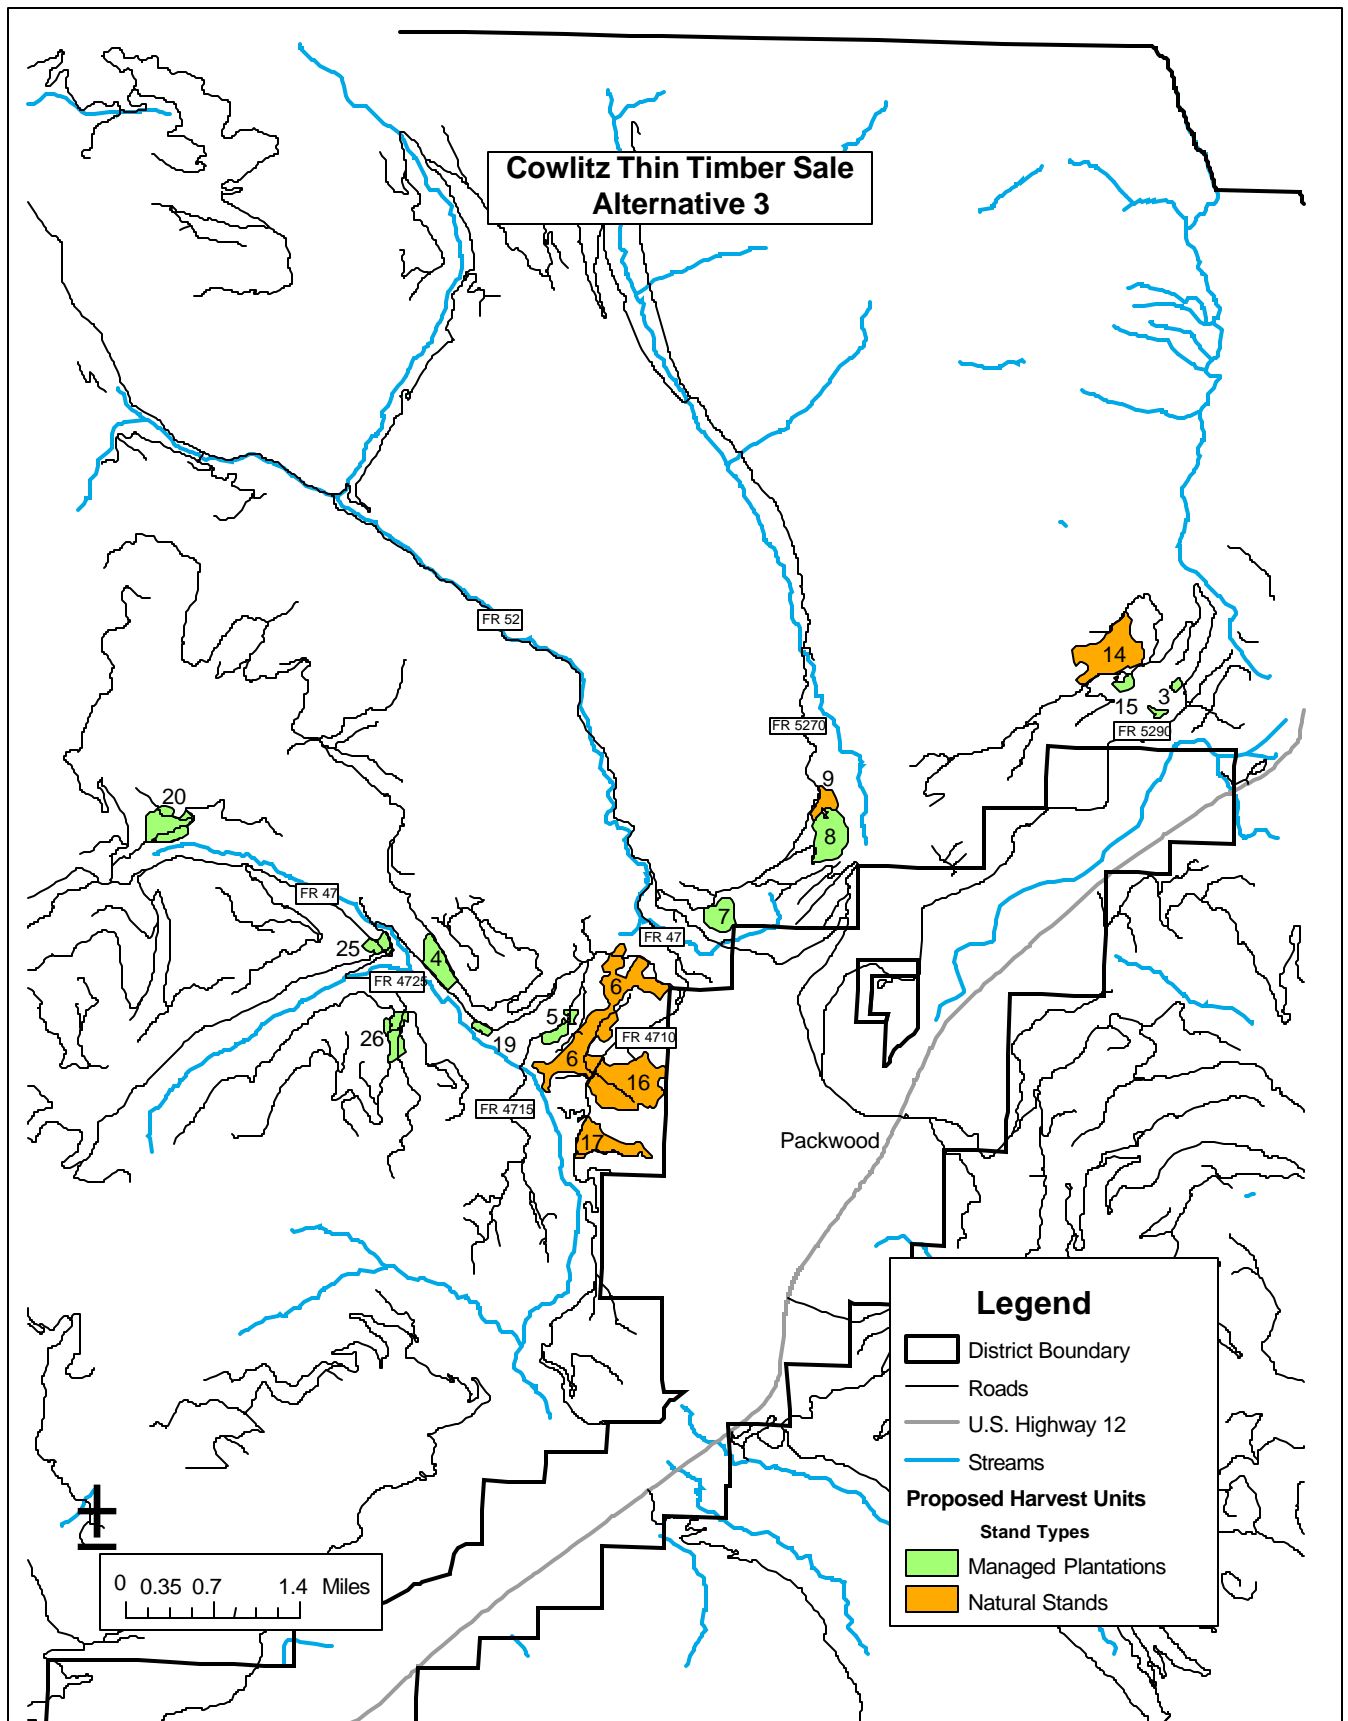 Cowlitz Thin Timber Sale
Alternative 3
FR 52
14
15
3
FR 5290
FR 5270
9
8
20
FR 47
7
FR 47
25
4
FR 4725
6
5
19
26
FR 4710
6
16
FR 4715
17
Packwood
Legend
District Boundary
Roads
U.S. Highway 12
Streams
Proposed Harvest Units
Stand Types
Managed Plantations
Natural Stands
0 0.35 0.7 1.4 Miles